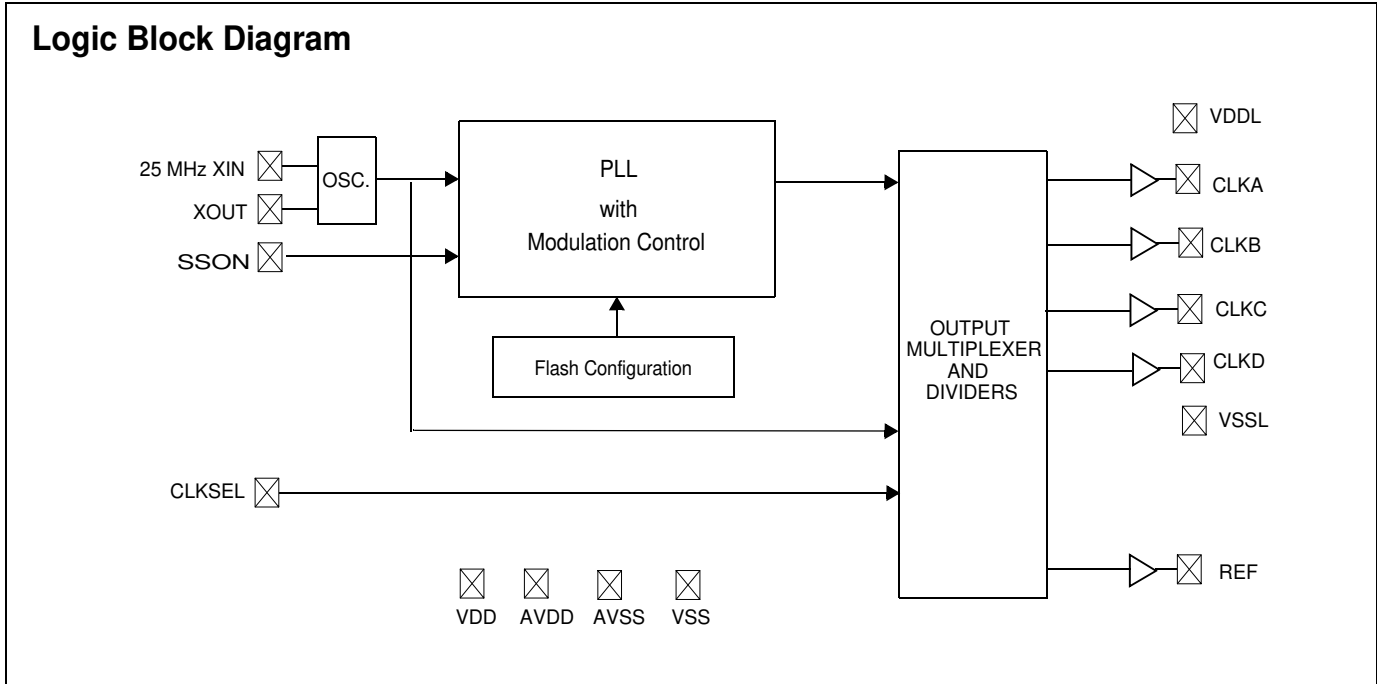 Logic Block Diagram
25 MHz XIN
XOUT
SSON
OSC.
PLL
with
Modulation Control
Flash Configuration
OUTPUT
MULTIPLEXER
AND
DIVIDERS
VDDL
CLKA
CLKB
CLKC
CLKD
VSSL
CLKSEL
REF
VDD AVDD AVSS VSS